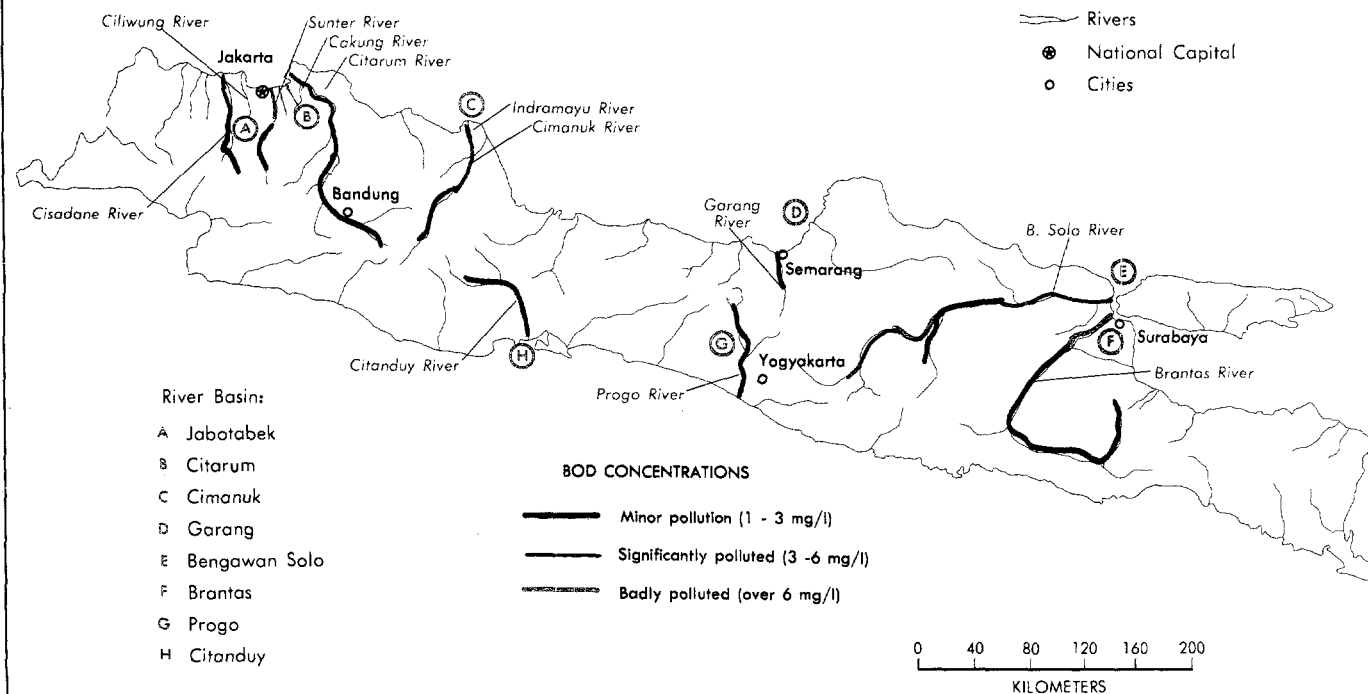 Ciliwung River
Sunter River
Cakung River
Jakarta
Citarum River
Rivers
National Capital
Cities
A
B
C
Indramayu River
Cimanuk River
Bandung
Cisadane River
Garang
River
D
Semarang
B. Solo River
E
Surabaya
F
Brantas River
Citanduy River
H
G
Yogyakarta
Progo River
River Basin:
A Jabotabek
B Citarum
C Cimanuk
D Garang
E Bengawan Solo
F Brantas
G Progo
H Citanduy
BOD CONCENTRATIONS
Minor pollution (1 - 3 mg/l)
Significantly polluted (3 -6 mg/l)
Badly polluted (over 6 mg/l)
0 40 80 120 160 200
KILOMETERS